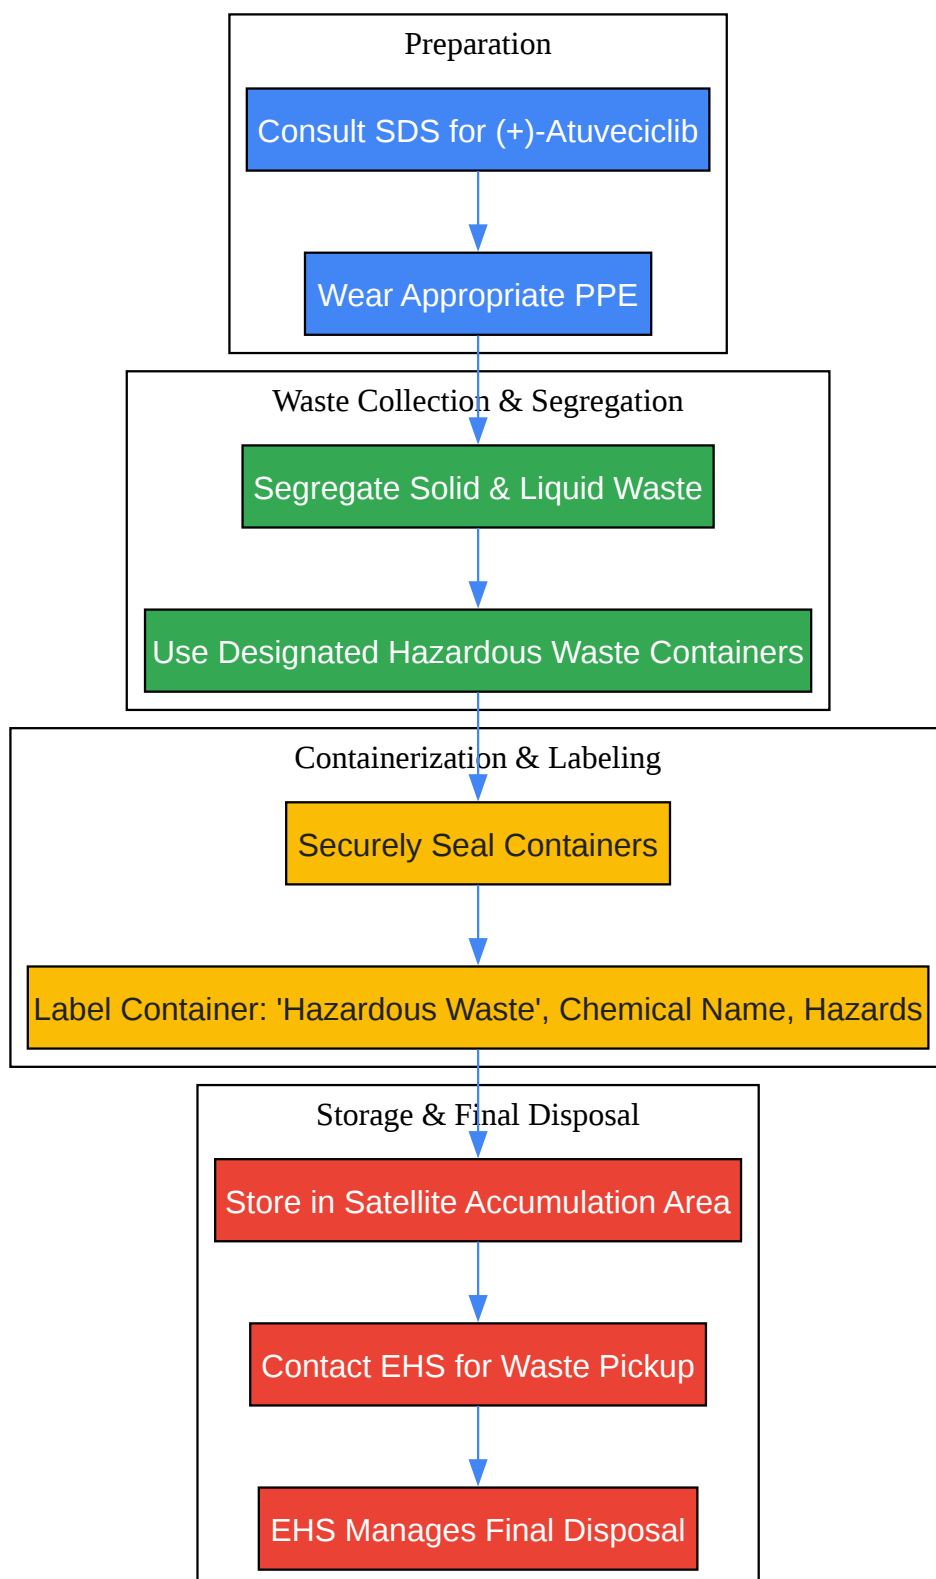 Preparation
Consult SDS for (+)-Atuveciclib
Wear Appropriate PPE
Waste Collection & Segregation
Segregate Solid & Liquid Waste
Use Designated Hazardous Waste Containers
Containerization & Labeling
Securely Seal Containers
Label Container: 'Hazardous Waste', Chemical Name, Hazards
Storage & Final Disposal
Store in Satellite Accumulation Area
Contact EHS for Waste Pickup
EHS Manages Final Disposal